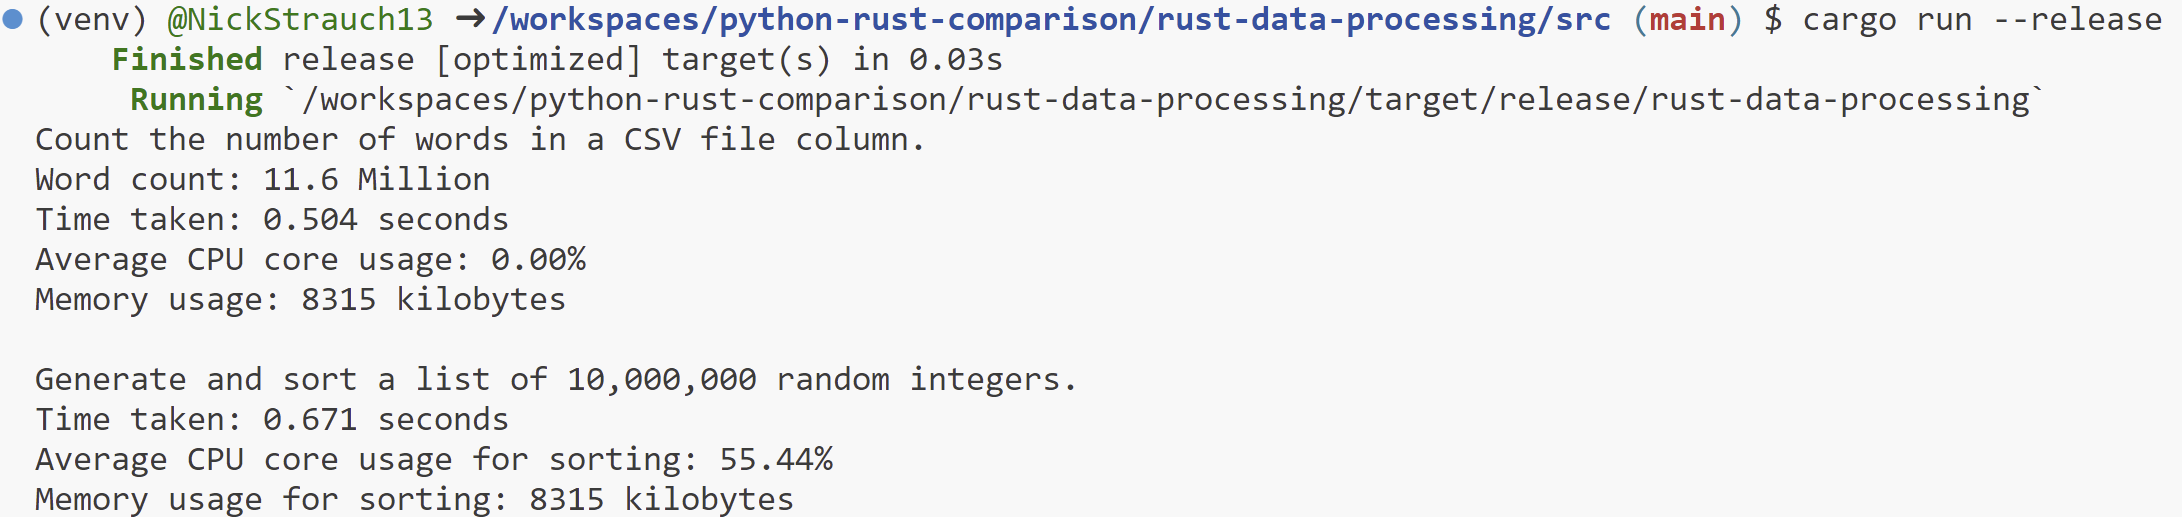 (venv) @NickStrauch13 ➜ /workspaces/python-rust-comparison/rust-data-processing/src (main) $ cargo run --release
Finished release [optimized] target(s) in 0.03s
Running `/workspaces/python-rust-comparison/rust-data-processing/target/release/rust-data-processing`
Count the number of words in a CSV file column.
Word count: 11.6 Million
Time taken: 0.504 seconds
Average CPU core usage: 0.00%
Memory usage: 8315 kilobytes
Generate and sort a list of 10,000,000 random integers.
Time taken: 0.671 seconds
Average CPU core usage for sorting: 55.44%
Memory usage for sorting: 8315 kilobytes